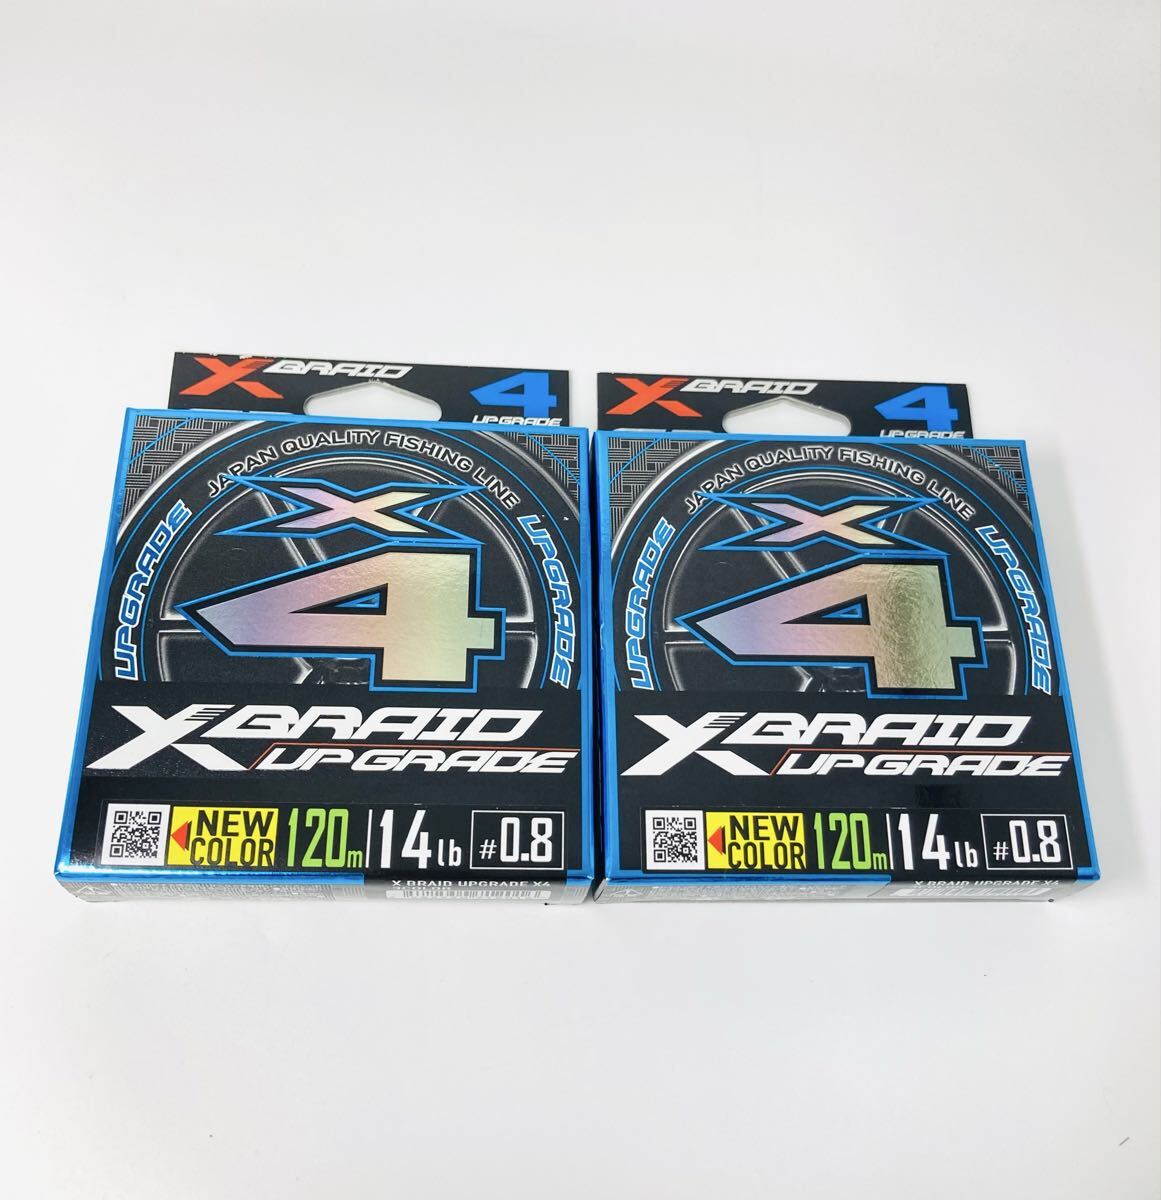 X BRAID
4
UPGRADE
JAPAN QUALITY FISHING LINE
UPGRADE
UPGRADE
X
4
X BRAID
UPGRADE
NEW COLOR
120m
14lb
#0.8
X BRAID UPGRADE X4
X BRAID
4
UPGRADE
JAPAN QUALITY FISHING LINE
UPGRADE
UPGRADE
X
4
X BRAID
UPGRADE
NEW COLOR
120m
14lb
#0.8
X BRAID UPGRADE X4